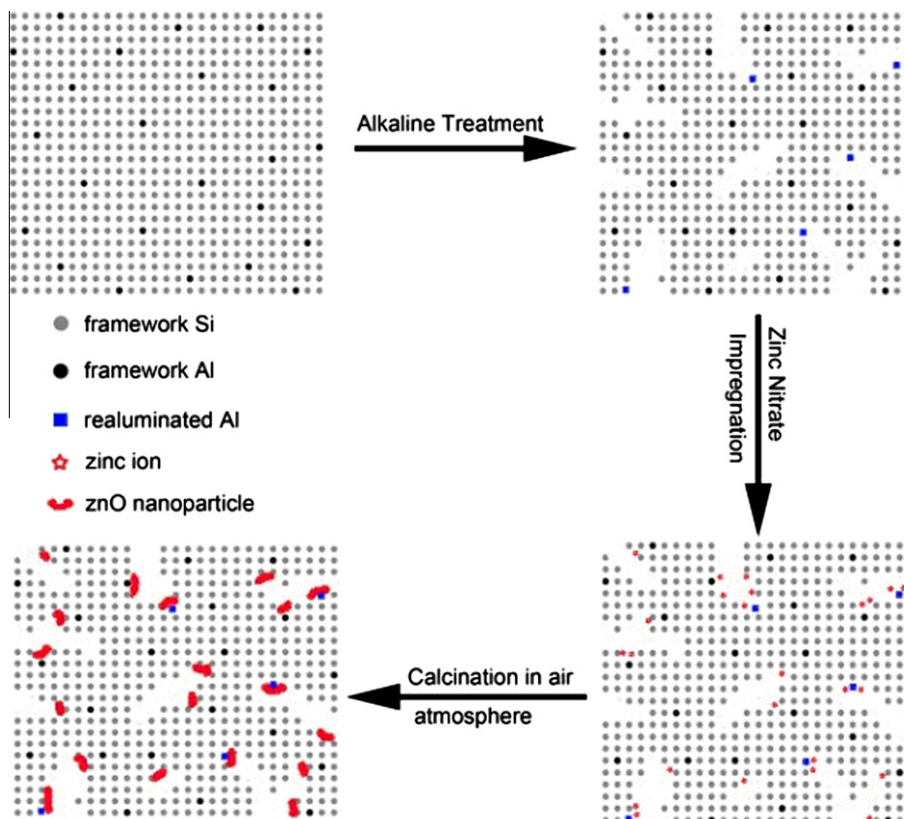 Alkaline Treatment
framework Si
framework Al
realuminated Al
zinc ion
znO nanoparticle
Zinc Nitrate
Impregnation
Calcination in air
atmosphere